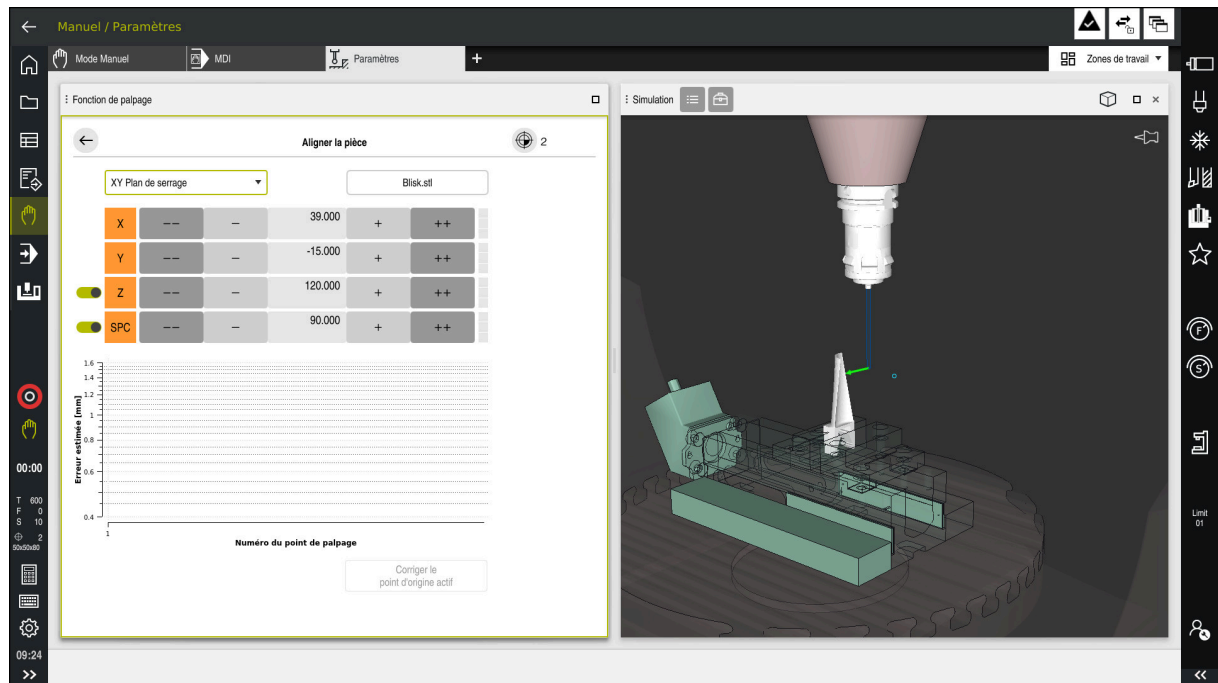 Manuel / Paramètres
Mode Manuel
MDI
Paramètres
+
Zones de travail
Fonction de palpage
Simulation
Aligner la pièce
2
XY Plan de serrage
Blisk.stl
X -- - 39.000 + ++
Y -- - -15.000 + ++
Z -- - 120.000 + ++
SPC -- - 90.000 + ++
Erreur estimée [mm]
1.6
1.4
1.2
1
0.8
0.6
0.4
1
Numéro du point de palpage
Corriger le
point d'origine actif
00:00
T 600
F 0
S 10
2
50x50x80
09:24
F
S
Limit
01